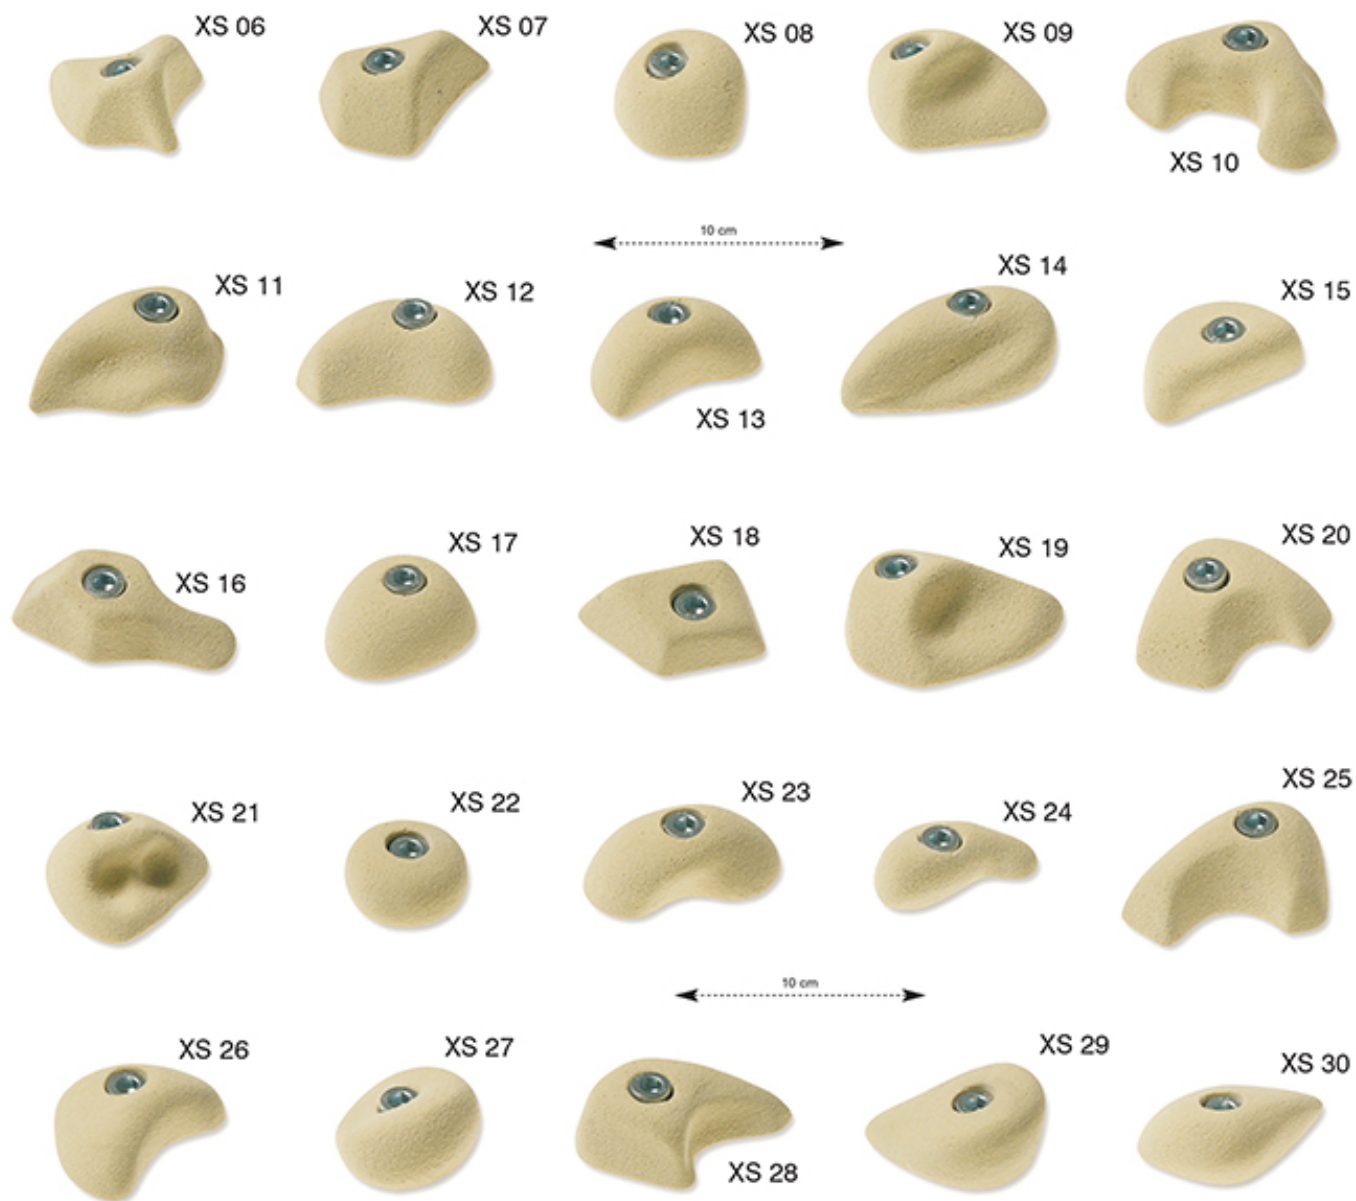 XS 06
XS 07
XS 08
XS 09
XS 10
10 cm
XS 11
XS 12
XS 13
XS 14
XS 15
XS 16
XS 17
XS 18
XS 19
XS 20
XS 21
XS 22
XS 23
XS 24
XS 25
10 cm
XS 26
XS 27
XS 28
XS 29
XS 30